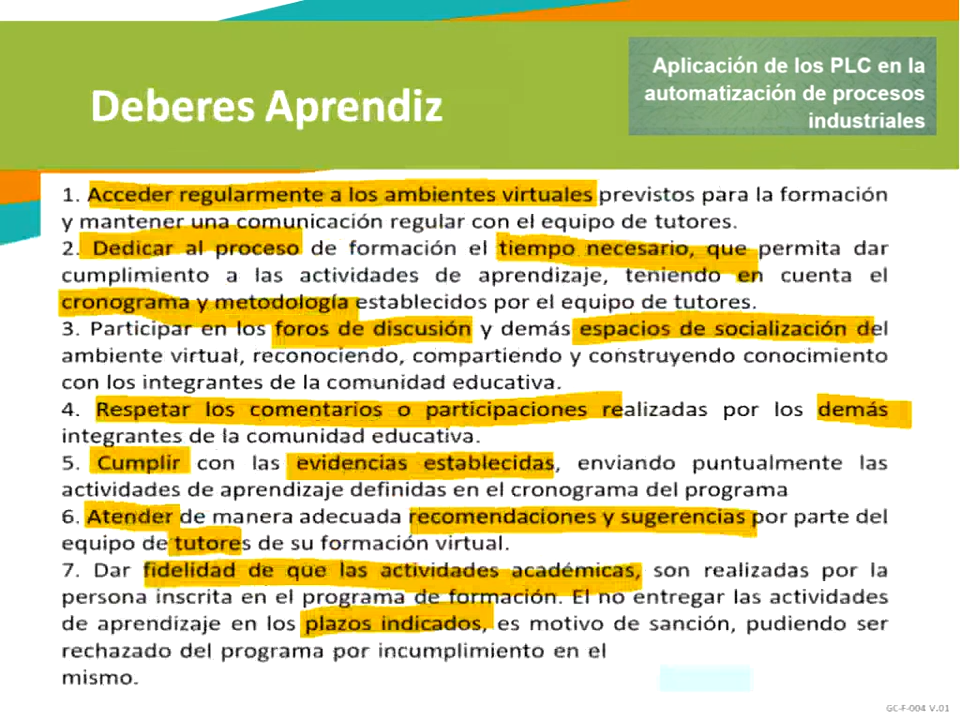 Deberes Aprendiz
Aplicación de los PLC en la
automatización de procesos
industriales
1. Acceder regularmente a los ambientes virtuales previstos para la formación
y mantener una comunicación regular con el equipo de tutores.
2. Dedicar al proceso de formación el tiempo necesario, que permita dar
cumplimiento a las actividades de aprendizaje, teniendo en cuenta el
cronograma y metodología establecidos por el equipo de tutores.
3. Participar en los foros de discusión y demás espacios de socialización del
ambiente virtual, reconociendo, compartiendo y construyendo conocimiento
con los integrantes de la comunidad educativa.
4. Respetar los comentarios o participaciones realizadas por los demás
integrantes de la comunidad educativa.
5. Cumplir con las evidencias establecidas, enviando puntualmente las
actividades de aprendizaje definidas en el cronograma del programa
6. Atender de manera adecuada recomendaciones y sugerencias por parte del
equipo de tutores de su formación virtual.
7. Dar fidelidad de que las actividades académicas, son realizadas por la
persona inscrita en el programa de formación. El no entregar las actividades
de aprendizaje en los plazos indicados, es motivo de sanción, pudiendo ser
rechazado del programa por incumplimiento en el
mismo.
GC-F-004 V.01